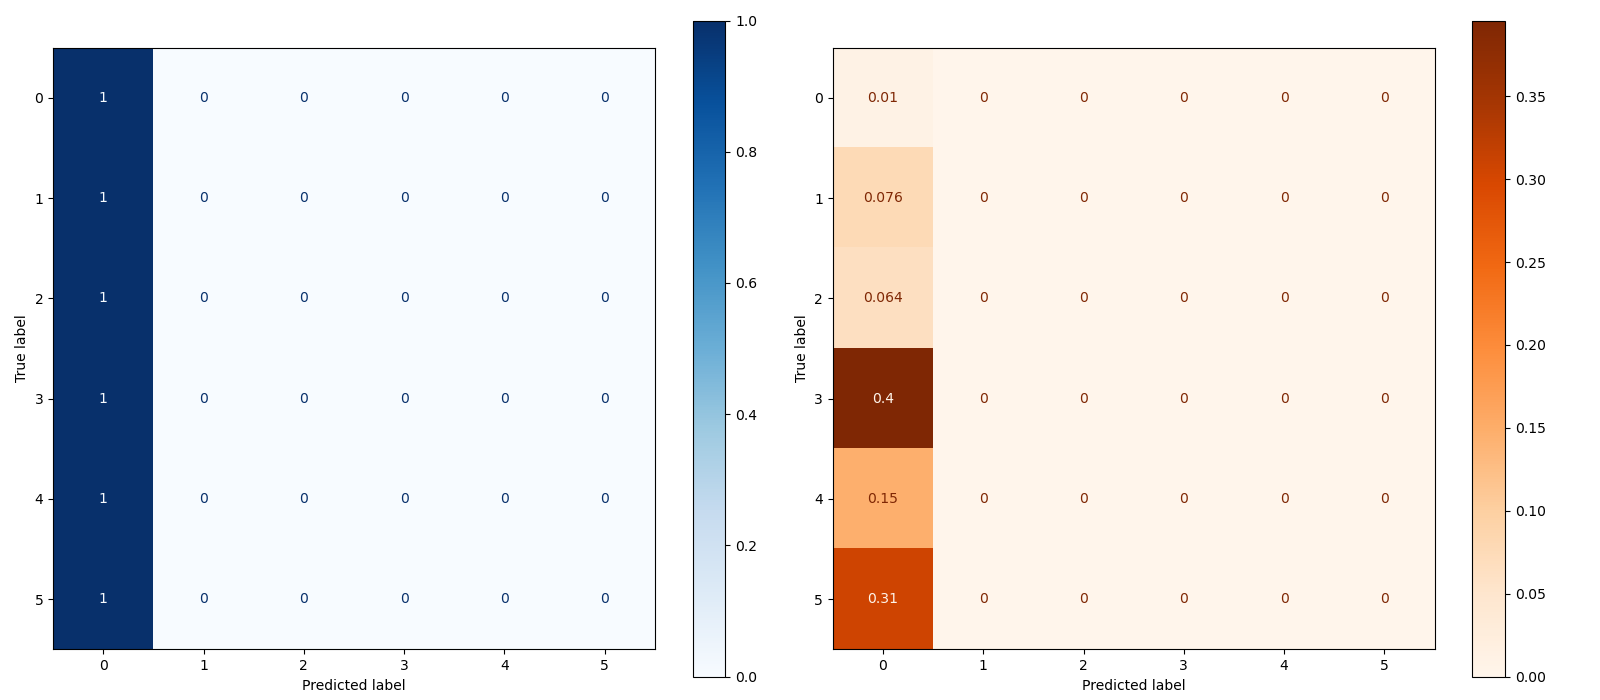 0 1 0 0 0 0 0
1 1 0 0 0 0 0
2 1 0 0 0 0 0
3 1 0 0 0 0 0
4 1 0 0 0 0 0
5 1 0 0 0 0 0
0 1 2 3 4 5
Predicted label
True label
1.0
0.8
0.6
0.4
0.2
0.0
0 0.01 0 0 0 0 0
1 0.076 0 0 0 0 0
2 0.064 0 0 0 0 0
3 0.4 0 0 0 0 0
4 0.15 0 0 0 0 0
5 0.31 0 0 0 0 0
0 1 2 3 4 5
Predicted label
True label
0.35
0.30
0.25
0.20
0.15
0.10
0.05
0.00